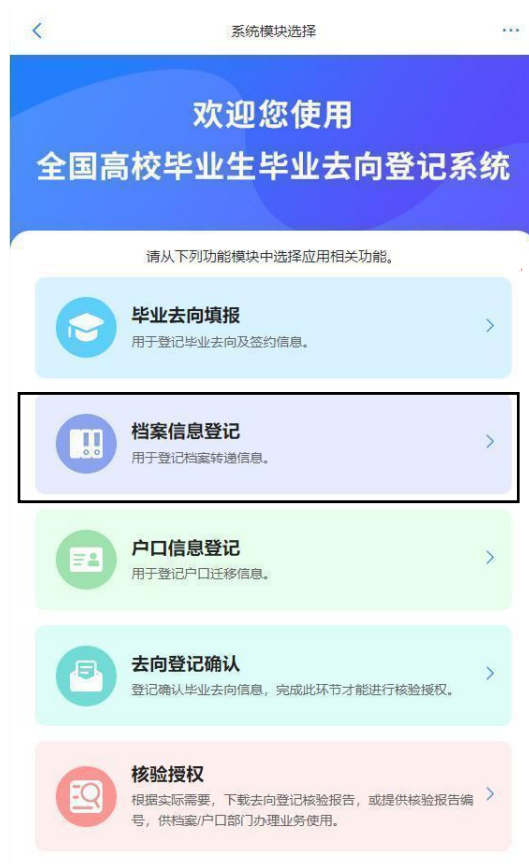 系统模块选择
欢迎您使用
全国高校毕业生毕业去向登记系统
请从下列功能模块中选择应用相关功能。
毕业去向填报
用于登记毕业去向及签约信息。
档案信息登记
用于登记档案转递信息。
户口信息登记
用于登记户口迁移信息。
去向登记确认
登记确认毕业去向信息，完成此环节才能进行核验授权。
核验授权
根据实际需要，下载去向登记核验报告，或提供核验报告编
号，供档案/户口部门办理业务使用。